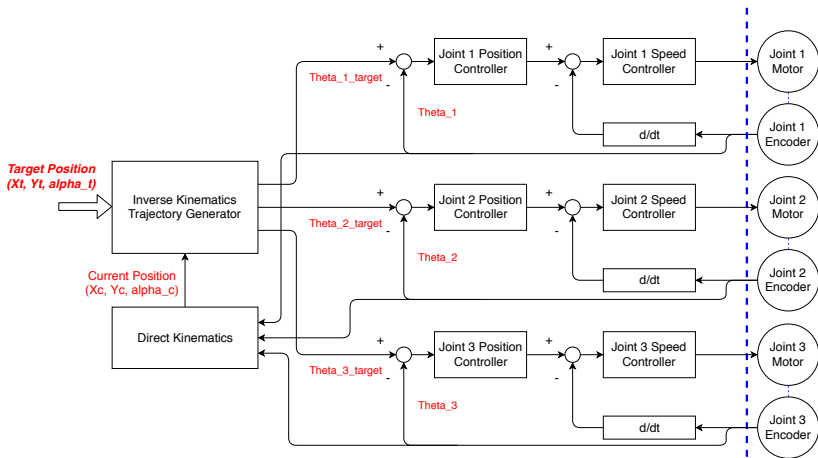 Target Position
(Xt, Yt, alpha_t)
Inverse Kinematics
Trajectory Generator
Current Position
(Xc, Yc, alpha_c)
Direct Kinematics
+
-
Theta_1_target
Theta_1
Joint 1 Position
Controller
+
-
Joint 1 Speed
Controller
d/dt
Joint 1
Motor
Joint 1
Encoder
+
-
Theta_2_target
Theta_2
Joint 2 Position
Controller
+
-
Joint 2 Speed
Controller
d/dt
Joint 2
Motor
Joint 2
Encoder
+
-
Theta_3_target
Theta_3
Joint 3 Position
Controller
+
-
Joint 3 Speed
Controller
d/dt
Joint 3
Motor
Joint 3
Encoder